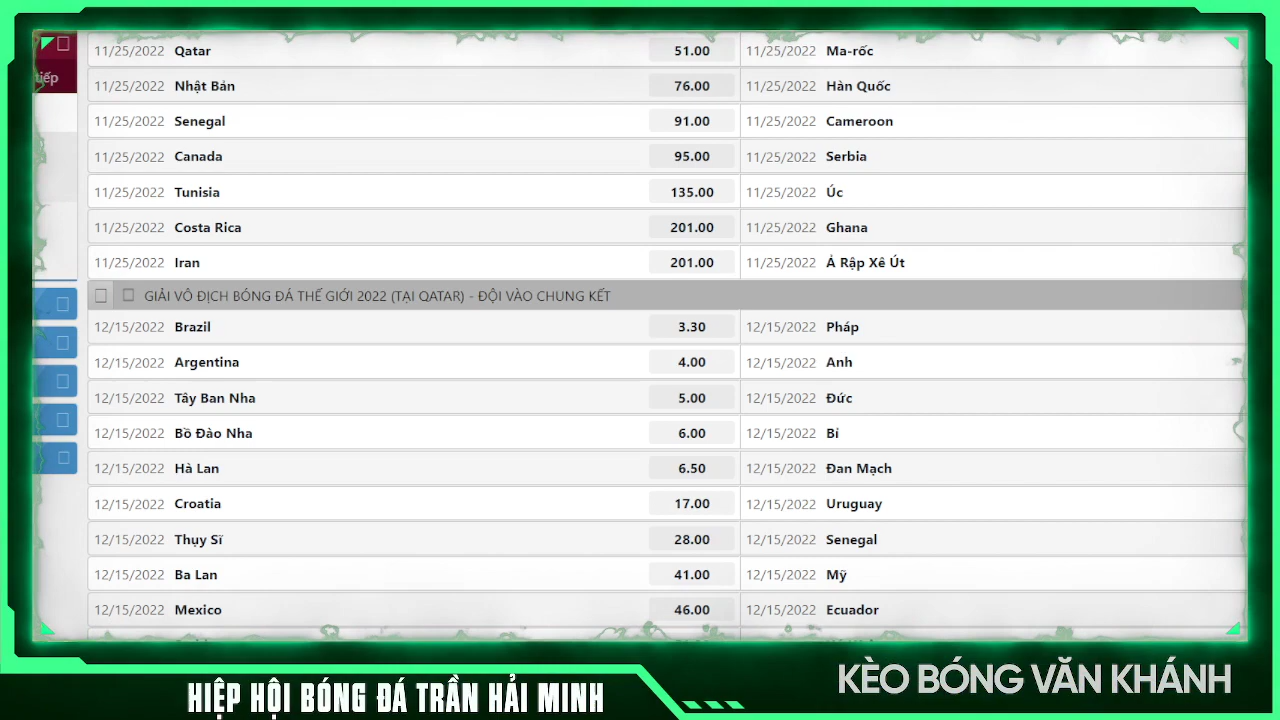 11/25/2022 Qatar 51.00 11/25/2022 Ma-rốc
tiếp
11/25/2022 Nhật Bản 76.00 11/25/2022 Hàn Quốc
11/25/2022 Senegal 91.00 11/25/2022 Cameroon
11/25/2022 Canada 95.00 11/25/2022 Serbia
11/25/2022 Tunisia 135.00 11/25/2022 Úc
11/25/2022 Costa Rica 201.00 11/25/2022 Ghana
11/25/2022 Iran 201.00 11/25/2022 Ả Rập Xê Út
GIẢI VÔ ĐỊCH BÓNG ĐÁ THẾ GIỚI 2022 (TẠI QATAR) - ĐỘI VÀO CHUNG KẾT
12/15/2022 Brazil 3.30 12/15/2022 Pháp
12/15/2022 Argentina 4.00 12/15/2022 Anh
12/15/2022 Tây Ban Nha 5.00 12/15/2022 Đức
12/15/2022 Bồ Đào Nha 6.00 12/15/2022 Bỉ
12/15/2022 Hà Lan 6.50 12/15/2022 Đan Mạch
12/15/2022 Croatia 17.00 12/15/2022 Uruguay
12/15/2022 Thụy Sĩ 28.00 12/15/2022 Senegal
12/15/2022 Ba Lan 41.00 12/15/2022 Mỹ
12/15/2022 Mexico 46.00 12/15/2022 Ecuador
KÈO BÓNG VĂN KHÁNH
HIỆP HỘI BÓNG ĐÁ TRẦN HẢI MINH